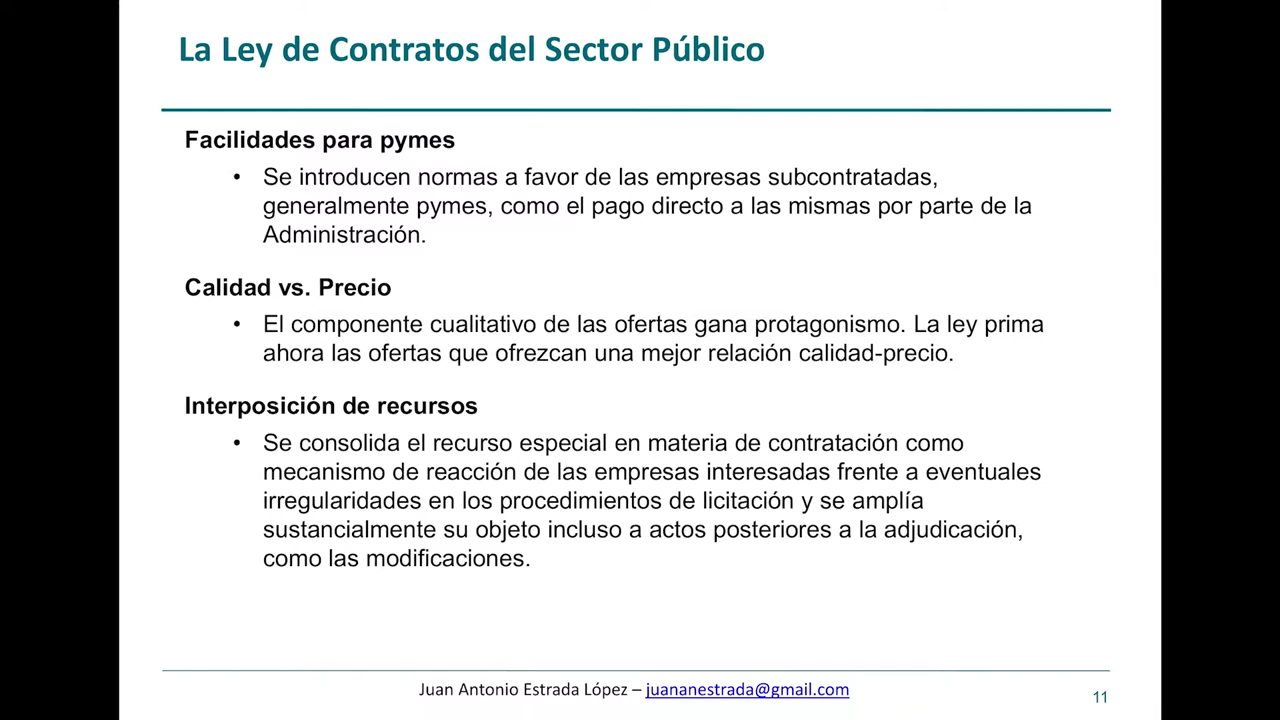 La Ley de Contratos del Sector Público
Facilidades para pymes
• Se introducen normas a favor de las empresas subcontratadas,
generalmente pymes, como el pago directo a las mismas por parte de la
Administración.
Calidad vs. Precio
• El componente cualitativo de las ofertas gana protagonismo. La ley prima
ahora las ofertas que ofrezcan una mejor relación calidad-precio.
Interposición de recursos
• Se consolida el recurso especial en materia de contratación como
mecanismo de reacción de las empresas interesadas frente a eventuales
irregularidades en los procedimientos de licitación y se amplía
sustancialmente su objeto incluso a actos posteriores a la adjudicación,
como las modificaciones.
Juan Antonio Estrada López – juananestrada@gmail.com
11